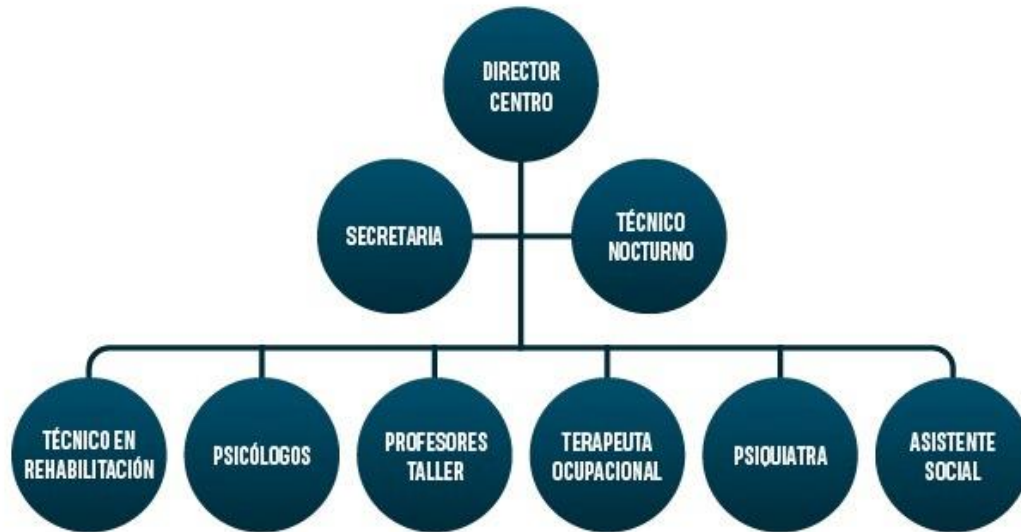 DIRECTOR
CENTRO
SECRETARIA
TÉCNICO
NOCTURNO
TÉCNICO EN
REHABILITACIÓN
PSICÓLOGOS
PROFESORES
TALLER
TERAPEUTA
OCUPACIONAL
PSIQUIATRA
ASISTENTE
SOCIAL